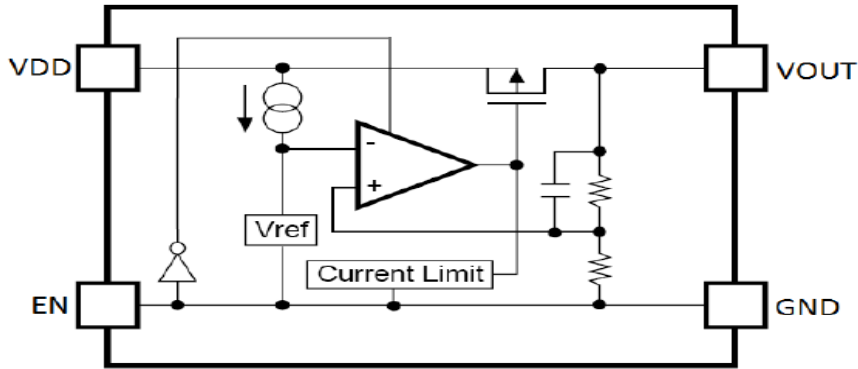 VDD
VOUT
-
+
Vref
Current Limit
EN
GND